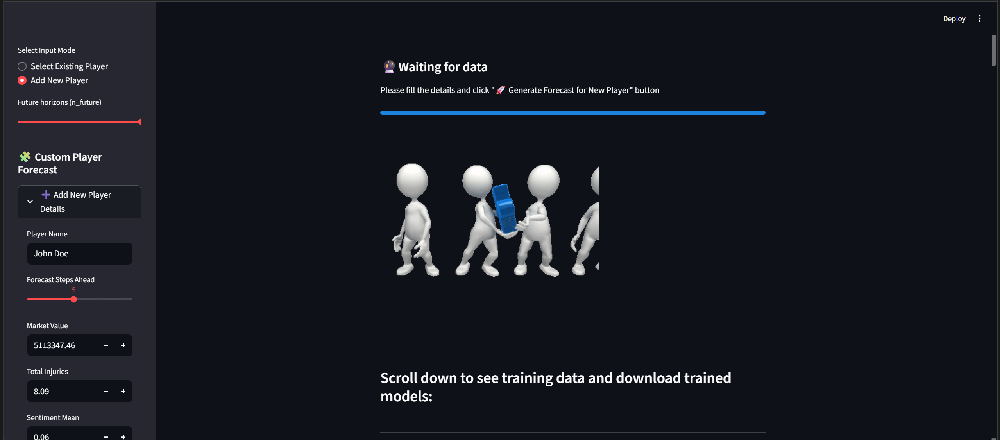 Deploy
Select Input Mode
Select Existing Player
Add New Player
Future horizons (n_future)
🧩 Custom Player
Forecast
➕ Add New Player
Details
Player Name
John Doe
Forecast Steps Ahead
5
Market Value
5113347.46
Total Injuries
8.09
Sentiment Mean
0.06
🔮 Waiting for data
Please fill the details and click "🚀 Generate Forecast for New Player" button
Scroll down to see training data and download trained
models: